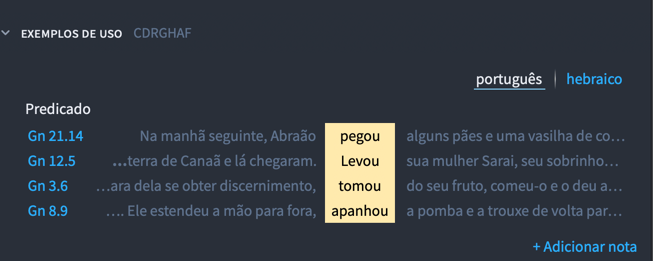 EXEMPLOS DE USO CDRGHAF
português | hebraico
Predicado
Gn 21.14 Na manhã seguinte, Abraão pegou alguns pães e uma vasilha de co…
Gn 12.5 …terra de Canaã e lá chegaram. Levou sua mulher Sarai, seu sobrinho…
Gn 3.6 …ara dela se obter discernimento, tomou do seu fruto, comeu-o e o deu a…
Gn 8.9 …. Ele estendeu a mão para fora, apanhou a pomba e a trouxe de volta par…
+ Adicionar nota